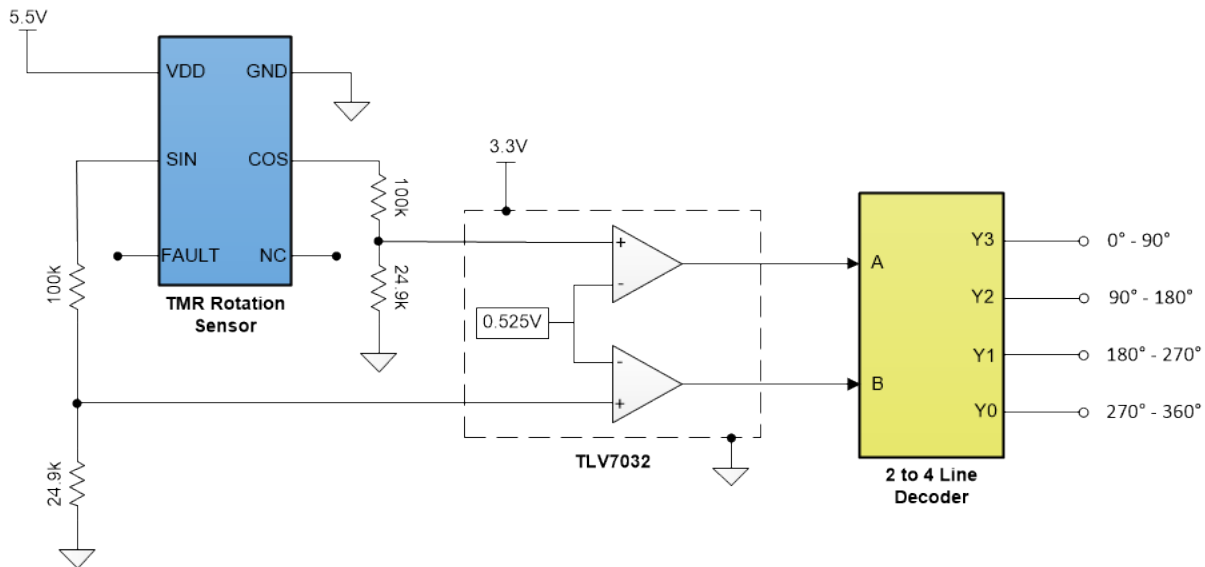 5.5V
VDD
GND
SIN
COS
FAULT
NC
TMR Rotation
Sensor
100k
24.9k
100k
24.9k
3.3V
+
-
0.525V
-
+
TLV7032
A
B
Y3
Y2
Y1
Y0
2 to 4 Line
Decoder
0° - 90°
90° - 180°
180° - 270°
270° - 360°